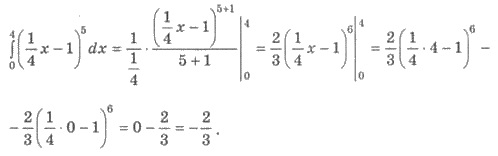 ∫₀⁴(1/4 x − 1)⁵ dx = 1/(1/4) · (1/4 x − 1)⁵⁺¹/(5 + 1) |₀⁴ = 2/3 (1/4 x − 1)⁶ |₀⁴ = 2/3 (1/4 · 4 − 1)⁶ −
− 2/3 (1/4 · 0 − 1)⁶ = 0 − 2/3 = − 2/3 .